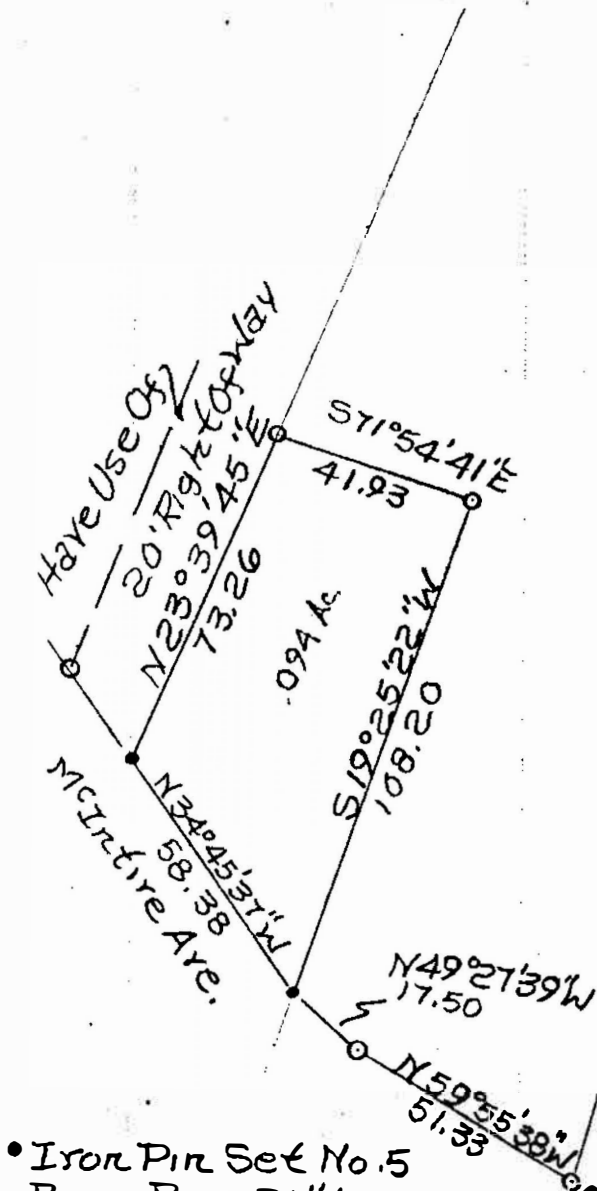 Have Use Of
20' Right Of Way
N23°39'45"E
73.26
S71°54'41"E
41.93
.094 Ac.
S19°25'22"W
108.20
McIntire Ave.
N34°45'37"W
58.38
N49°27'39"W
17.50
N59°55'38"W
51.33
• Iron Pin Set No.5